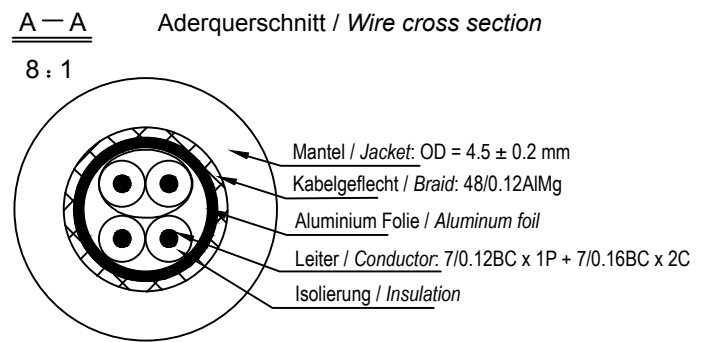 A—A Aderquerschnitt / Wire cross section
8 : 1
Mantel / Jacket: OD = 4.5 ± 0.2 mm
Kabelgeflecht / Braid: 48/0.12AlMg
Aluminium Folie / Aluminum foil
Leiter / Conductor: 7/0.12BC x 1P + 7/0.16BC x 2C
Isolierung / Insulation